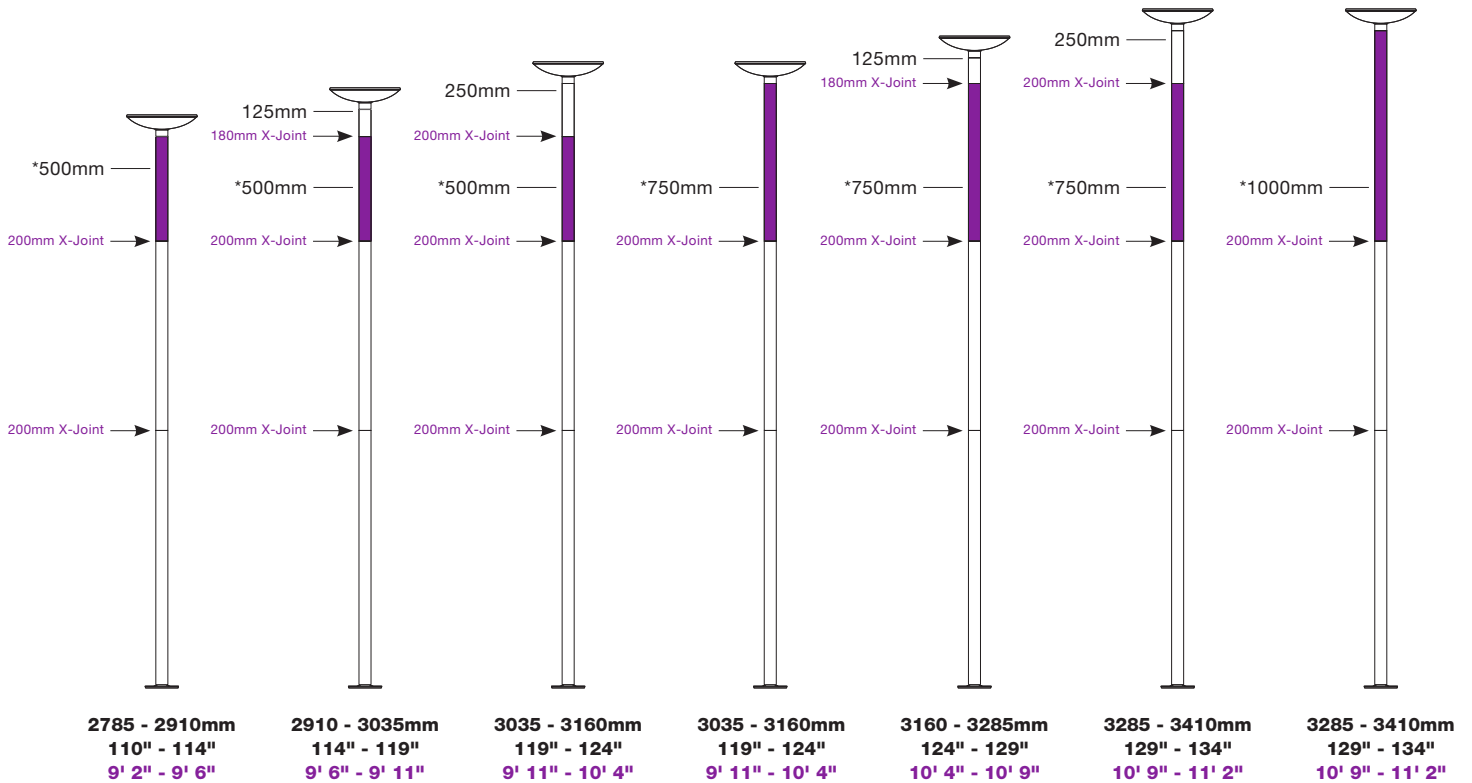 *500mm
200mm X-Joint
200mm X-Joint
2785 - 2910mm
110" - 114"
9' 2" - 9' 6"
125mm
180mm X-Joint
*500mm
200mm X-Joint
200mm X-Joint
2910 - 3035mm
114" - 119"
9' 6" - 9' 11"
250mm
200mm X-Joint
*500mm
200mm X-Joint
200mm X-Joint
3035 - 3160mm
119" - 124"
9' 11" - 10' 4"
*750mm
200mm X-Joint
200mm X-Joint
3035 - 3160mm
119" - 124"
9' 11" - 10' 4"
125mm
180mm X-Joint
*750mm
200mm X-Joint
200mm X-Joint
3160 - 3285mm
124" - 129"
10' 4" - 10' 9"
250mm
200mm X-Joint
*750mm
200mm X-Joint
200mm X-Joint
3285 - 3410mm
129" - 134"
10' 9" - 11' 2"
*1000mm
200mm X-Joint
200mm X-Joint
3285 - 3410mm
129" - 134"
10' 9" - 11' 2"